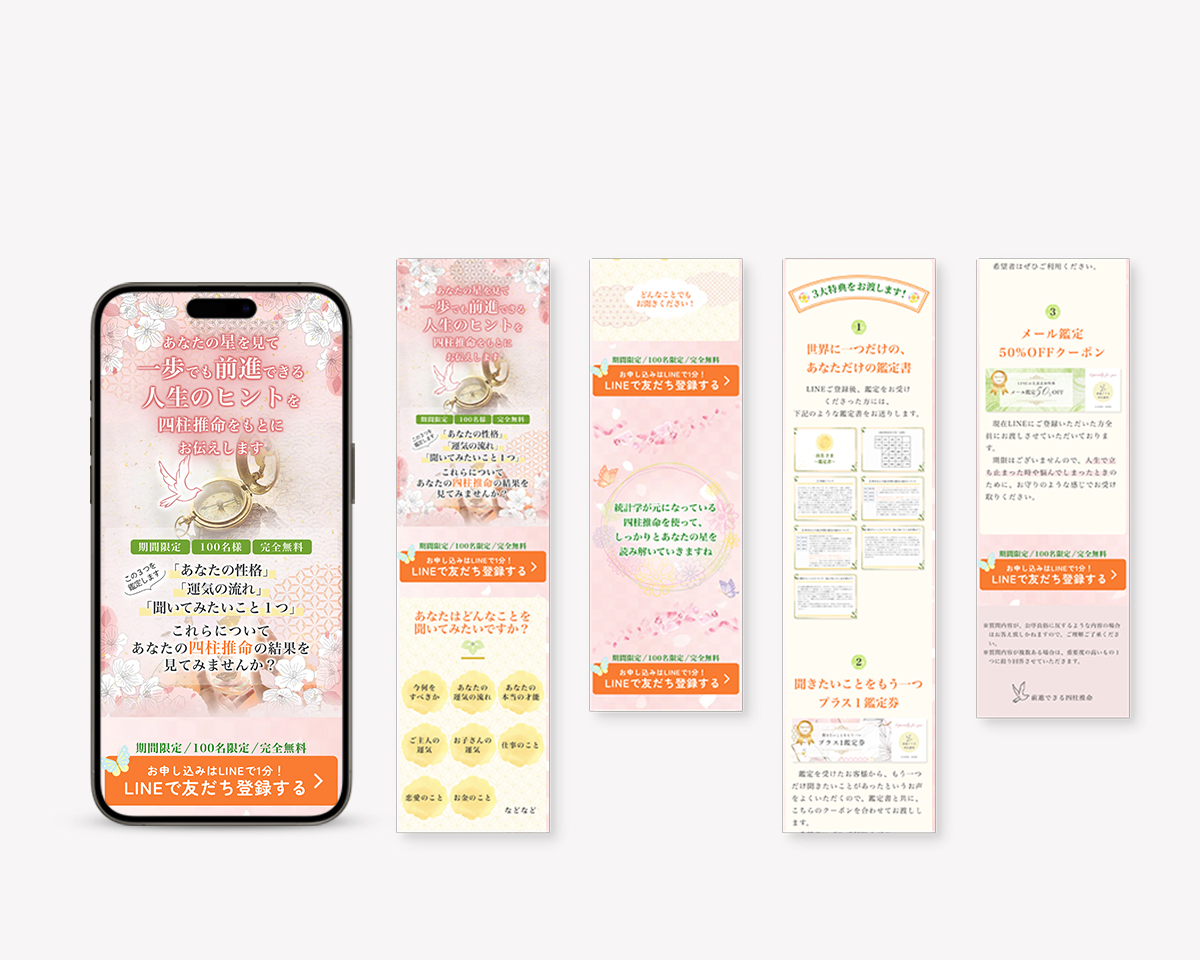 あなたの星を見て
一歩でも前進できる
人生のヒントを
四柱推命をもとに
お伝えします
期間限定 100名様 完全無料
この3つを
鑑定します
「あなたの性格」
「運気の流れ」
「聞いてみたいこと1つ」
これらについて
あなたの四柱推命の結果を
見てみませんか？
期間限定/100名限定/完全無料
お申し込みはLINEで1分！
LINEで友だち登録する
あなたの星を見て
一歩でも前進できる
人生のヒントを
四柱推命をもとに
お伝えします
期間限定 100名様 完全無料
この3つを
鑑定します
「あなたの性格」
「運気の流れ」
「聞いてみたいこと1つ」
これらについて
あなたの四柱推命の結果を
見てみませんか？
期間限定/100名限定/完全無料
お申し込みはLINEで1分！
LINEで友だち登録する
あなたはどんなことを
聞いてみたいですか？
今何を
すべきか
あなたの
運気の流れ
あなたの
本当の才能
ご主人の
運気
お子さんの
運気
仕事のこと
恋愛のこと
お金のこと
などなど
どんなことでも
お聞きください！
期間限定/100名限定/完全無料
お申し込みはLINEで1分！
LINEで友だち登録する
統計学が元になっている
四柱推命を使って、
しっかりとあなたの星を
読み解いていきますね
期間限定/100名限定/完全無料
お申し込みはLINEで1分！
LINEで友だち登録する
3大特典をお渡します！
1
世界に一つだけの、
あなただけの鑑定書
LINEご登録後、鑑定をお受け
くださった方には、
下記のような鑑定書をお送りします。
2
聞きたいことをもう一つ
プラス1鑑定券
プラス1鑑定券
鑑定を受けたお客様から、もう一つ
だけ聞きたいことがあったというお声
をよくいただくので、鑑定書と共に、
こちらのクーポンを合わせてお渡しし
ます。
希望者はぜひご利用ください。
3
メール鑑定
50%OFFクーポン
メール鑑定50%OFF
現在LINEにご登録いただいた方全
員にお渡しさせていただいておりま
す。
期限はございませんので、人生で立
ち止まった時や悩んでしまったときの
ために、お守りのような感じでお受け
取りください。
期間限定/100名限定/完全無料
お申し込みはLINEで1分！
LINEで友だち登録する
※質問内容が、公序良俗に反するような内容の場合
はお答え致しかねますので、ご理解ご了承くださ
い。
※質問内容が複数ある場合は、重要度の高いもの1
つに絞り回答させていただきます。
前進できる四柱推命